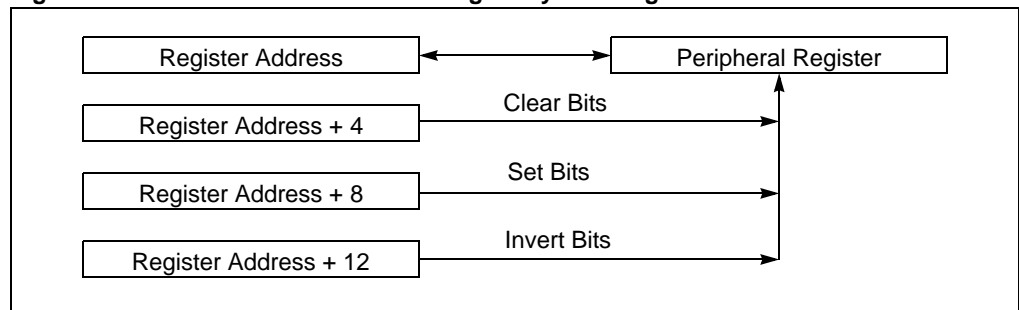 Register Address
Peripheral Register
Clear Bits
Register Address + 4
Set Bits
Register Address + 8
Invert Bits
Register Address + 12